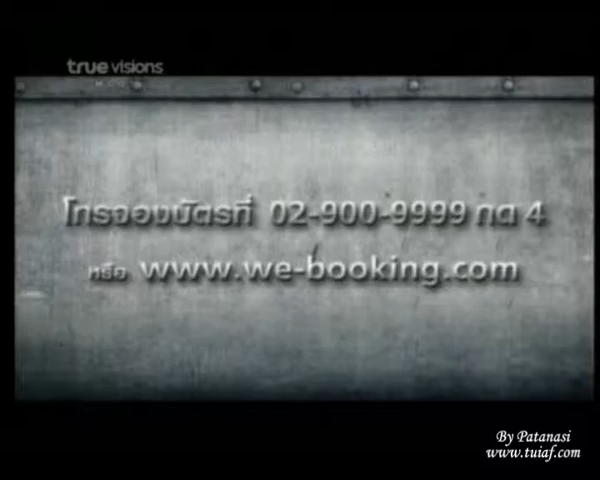 true visions
โทรจองบัตรที่ 02-900-9999 กด 4
หรือ www.we-booking.com
By Patanasi
www.tuiaf.com